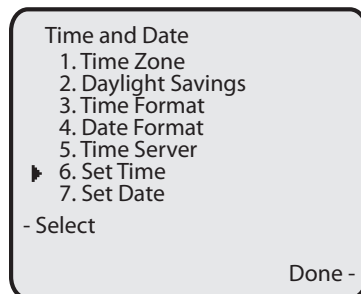 Time and Date
1. Time Zone
2. Daylight Savings
3. Time Format
4. Date Format
5. Time Server
6. Set Time
7. Set Date
- Select
Done -